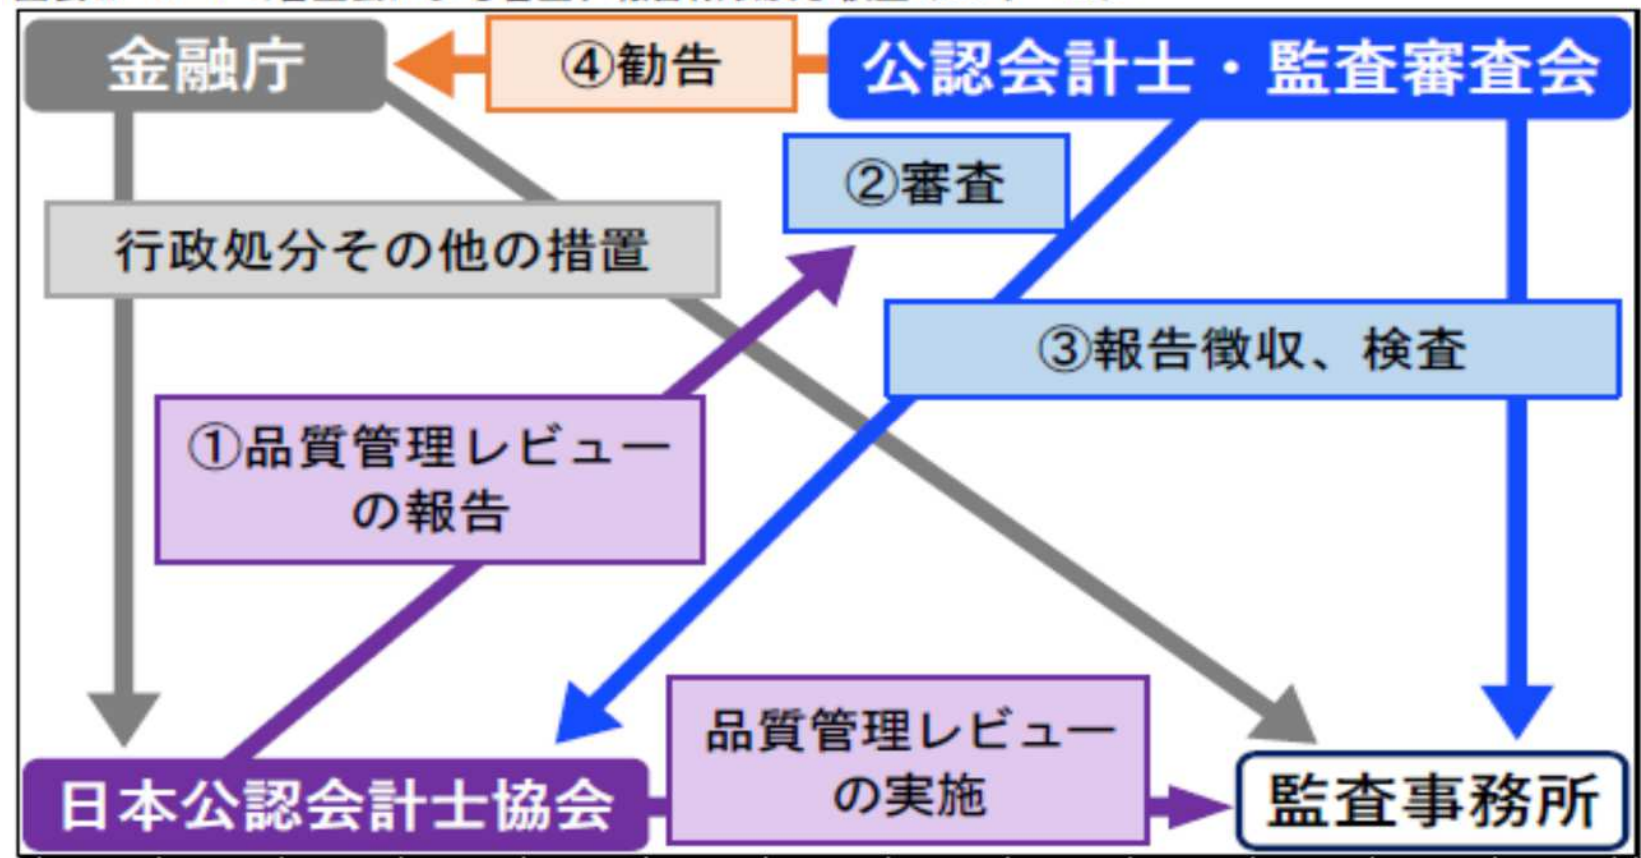 金融庁
④勧告
公認会計士・監査審査会
②審査
行政処分その他の措置
③報告徴収、検査
①品質管理レビュー
の報告
品質管理レビュー
の実施
日本公認会計士協会
監査事務所